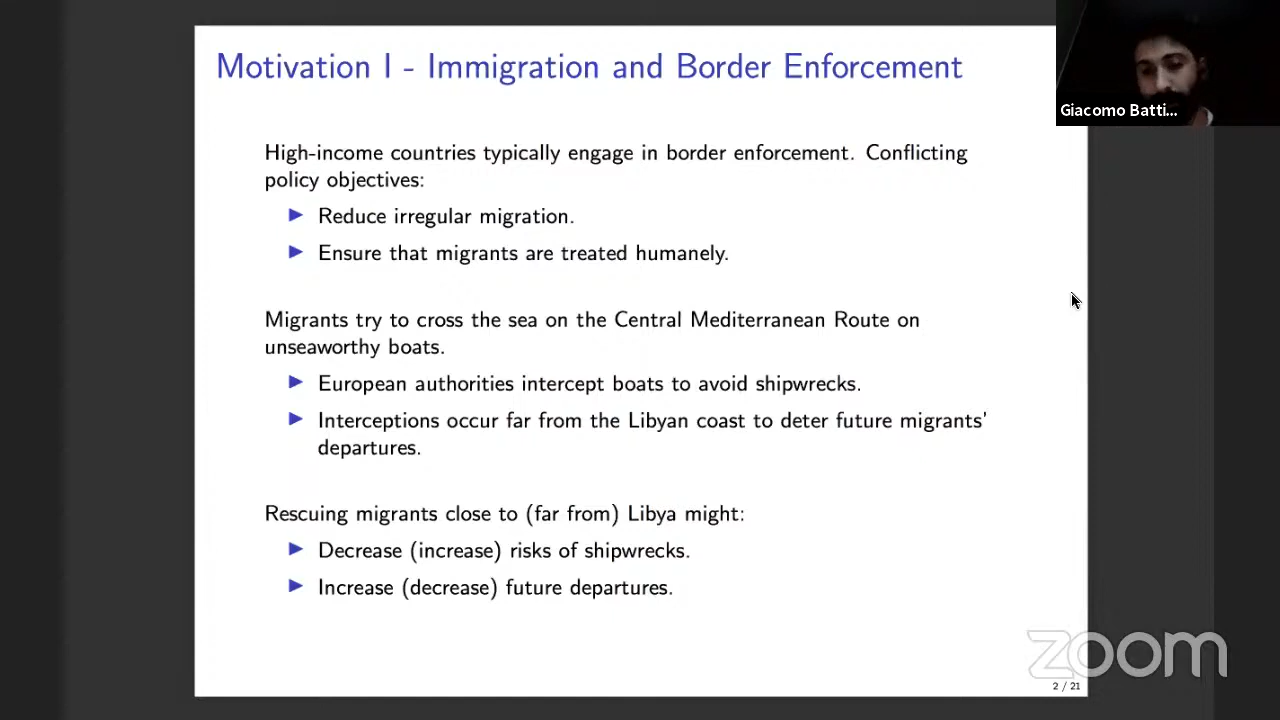 Motivation I - Immigration and Border Enforcement
Giacomo Batti...
High-income countries typically engage in border enforcement. Conflicting
policy objectives:
Reduce irregular migration.
Ensure that migrants are treated humanely.
Migrants try to cross the sea on the Central Mediterranean Route on
unseaworthy boats.
European authorities intercept boats to avoid shipwrecks.
Interceptions occur far from the Libyan coast to deter future migrants'
departures.
Rescuing migrants close to (far from) Libya might:
Decrease (increase) risks of shipwrecks.
Increase (decrease) future departures.
zoom
2 / 21